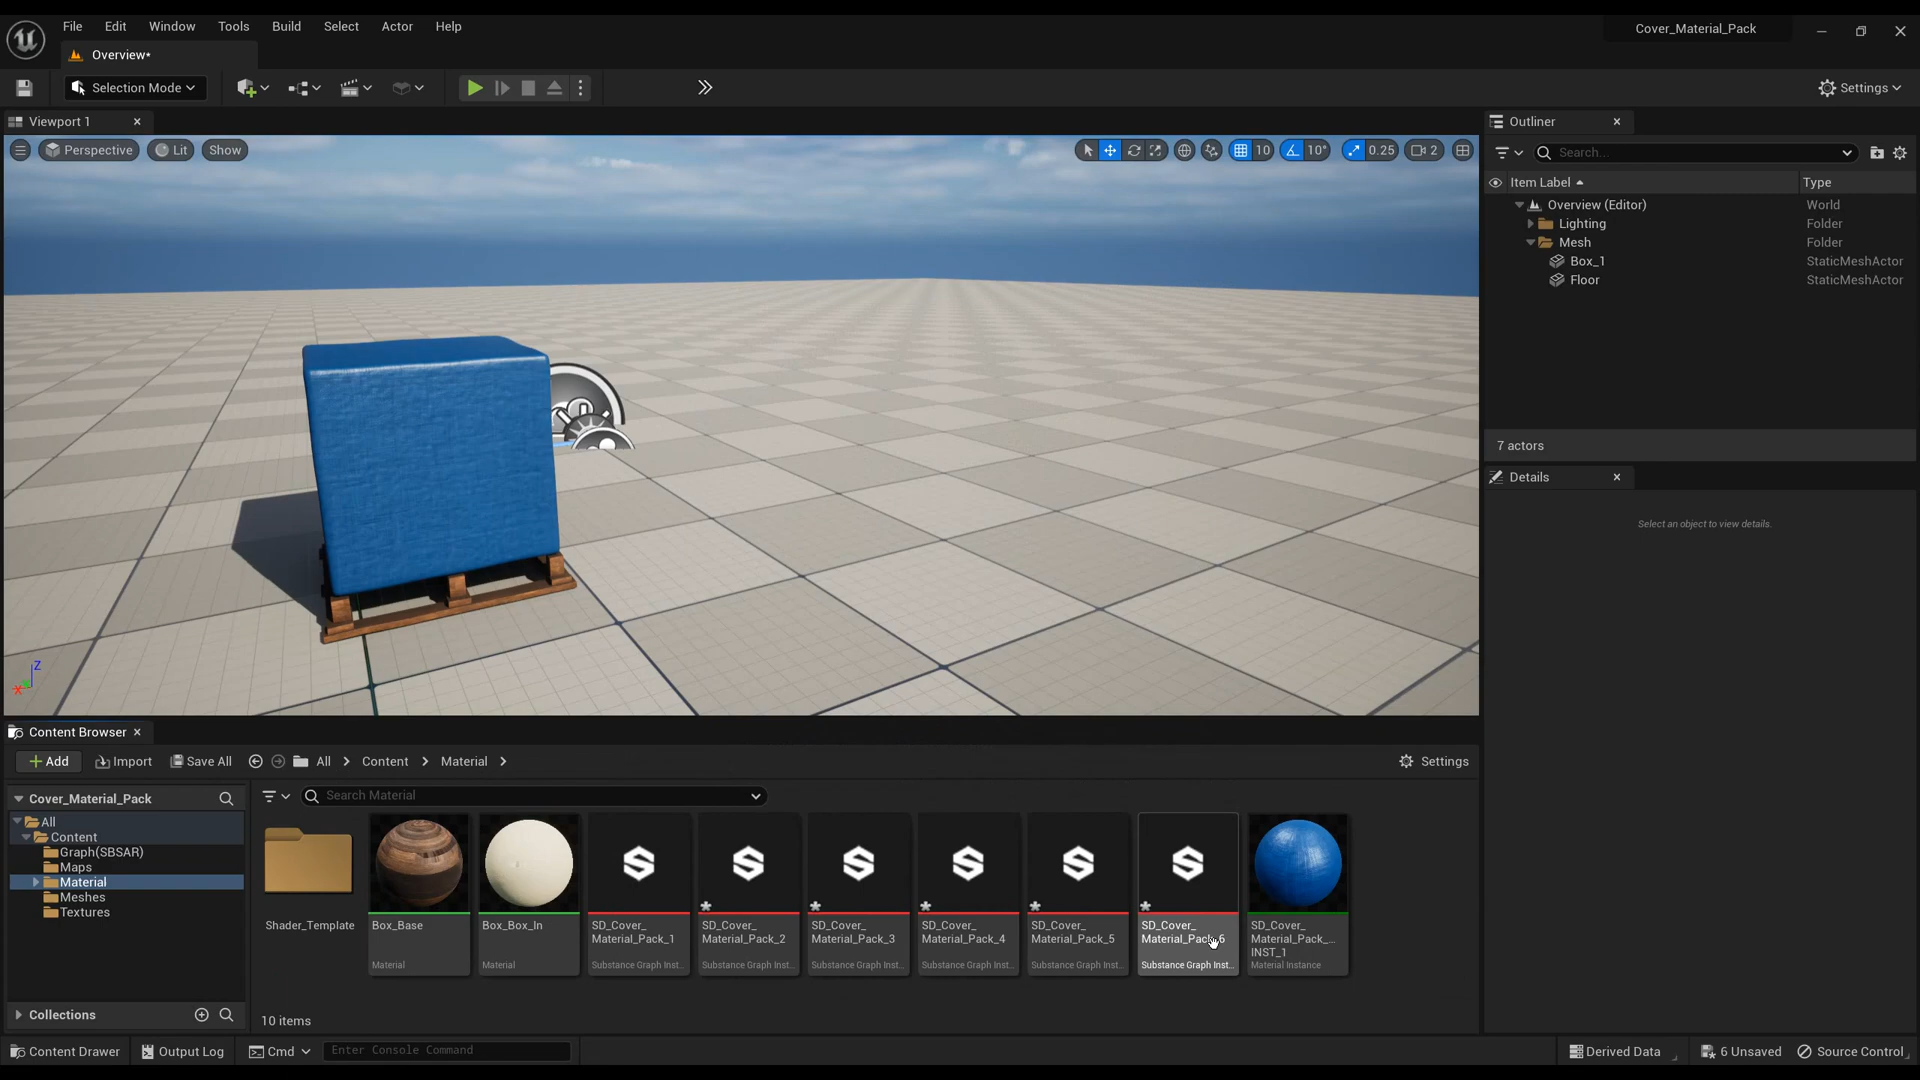 File Edit Window Tools Build Select Actor Help
Cover_Material_Pack
Overview*
Selection Mode
Settings
Viewport 1
Perspective Lit Show
10 10° 0.25 2
Z
Outliner
Search...
Item Label Type
Overview (Editor) World
Lighting Folder
Mesh Folder
Box_1 StaticMeshActor
Floor StaticMeshActor
7 actors
Details
Select an object to view details.
Content Browser
Add Import Save All All Content Material Settings
Cover_Material_Pack
All
Content
Graph(SBSAR)
Maps
Material
Meshes
Textures
Collections
Search Material
Shader_Template
Box_Base
Material
Box_Box_In
Material
SD_Cover_
Material_Pack_1
Substance Graph Inst...
SD_Cover_
Material_Pack_2
Substance Graph Inst...
SD_Cover_
Material_Pack_3
Substance Graph Inst...
SD_Cover_
Material_Pack_4
Substance Graph Inst...
SD_Cover_
Material_Pack_5
Substance Graph Inst...
SD_Cover_
Material_Pack_6
Substance Graph Inst...
SD_Cover_
Material_Pack_...
INST_1
Material Instance
10 items
Content Drawer Output Log Cmd Enter Console Command Derived Data 6 Unsaved Source Control